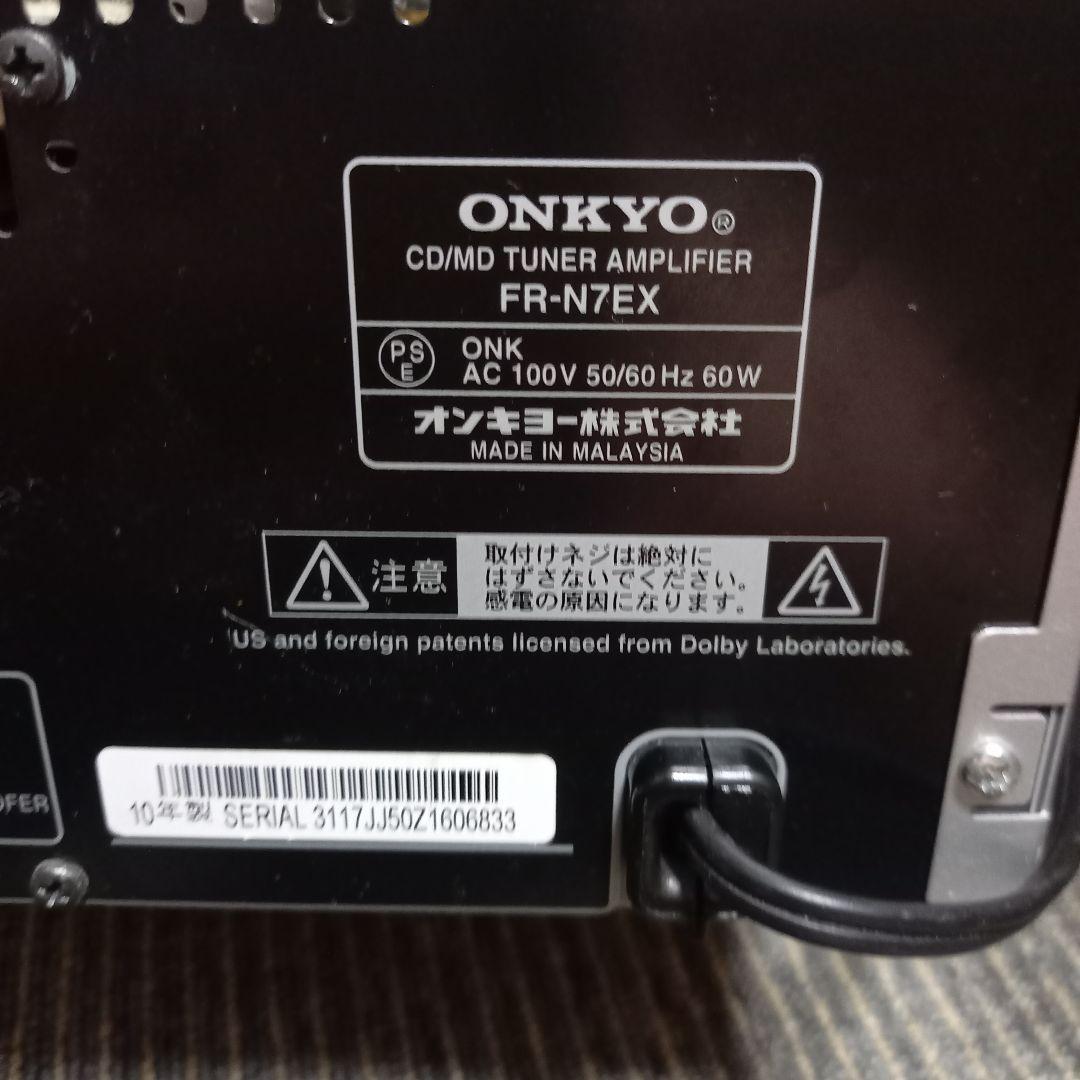 ONKYO®
CD/MD TUNER AMPLIFIER
FR-N7EX
PS
E
ONK
AC 100V 50/60Hz 60W
オンキヨー株式会社
MADE IN MALAYSIA
注意
取付けネジは絶対に
はずさないでください。
感電の原因になります。
US and foreign patents licensed from Dolby Laboratories.
10年製 SERIAL 3117JJ50Z1606833